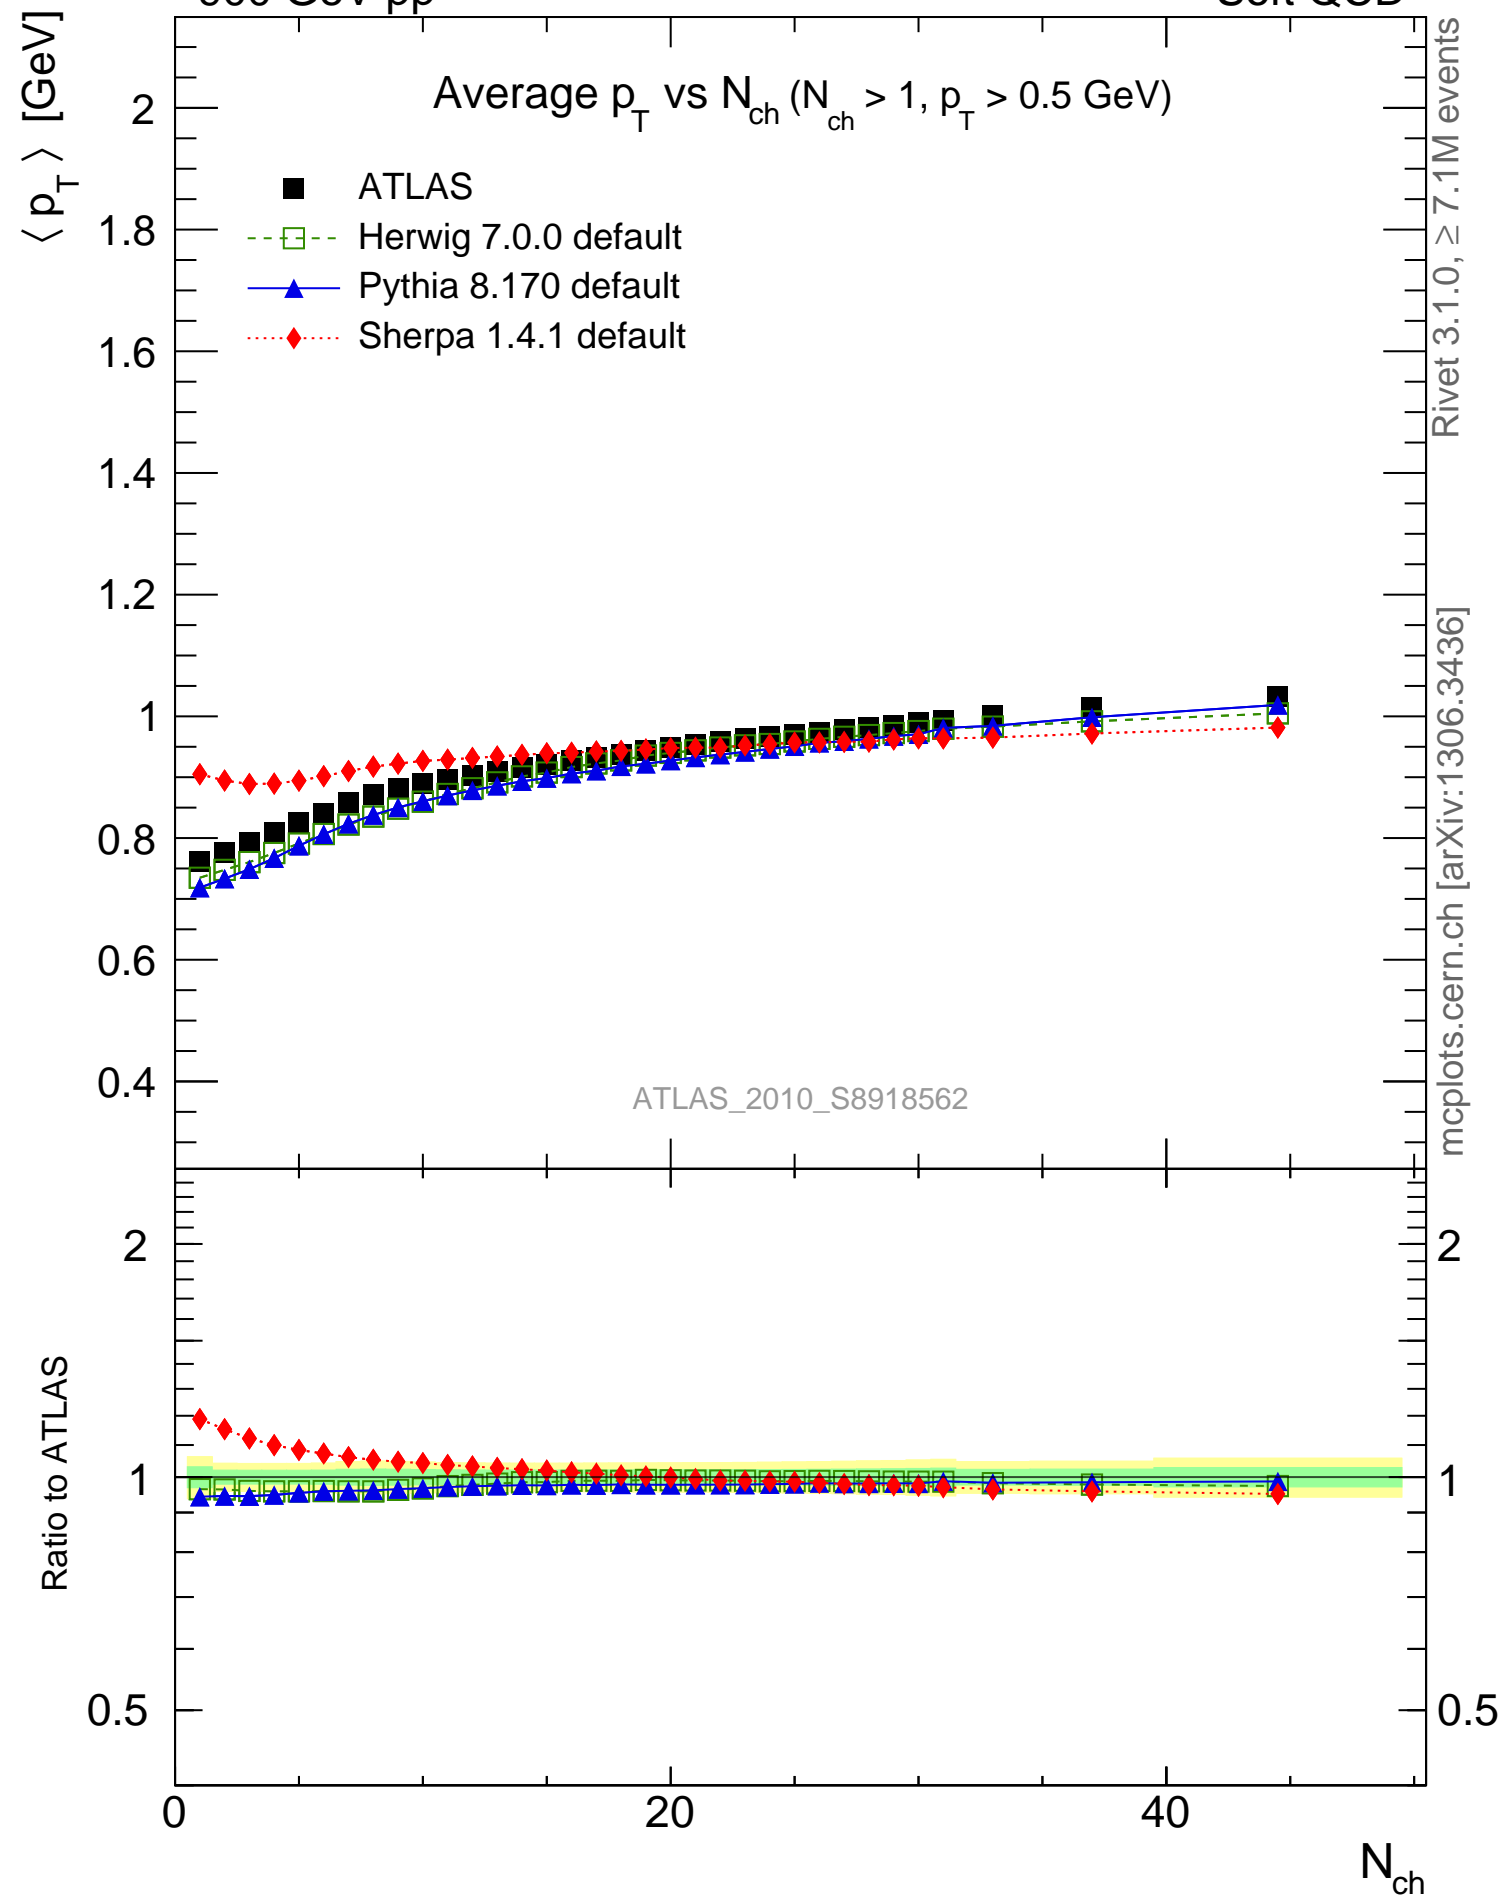 ⟨ p_T ⟩ [GeV]
Average p_T vs N_ch (N_ch > 1, p_T > 0.5 GeV)
ATLAS
Herwig 7.0.0 default
Pythia 8.170 default
Sherpa 1.4.1 default
2
1.8
1.6
1.4
1.2
1
0.8
0.6
0.4
ATLAS_2010_S8918562
Rivet 3.1.0, ≥ 7.1M events
mcplots.cern.ch [arXiv:1306.3436]
Ratio to ATLAS
2
1
0.5
2
1
0.5
0
20
40
N_ch